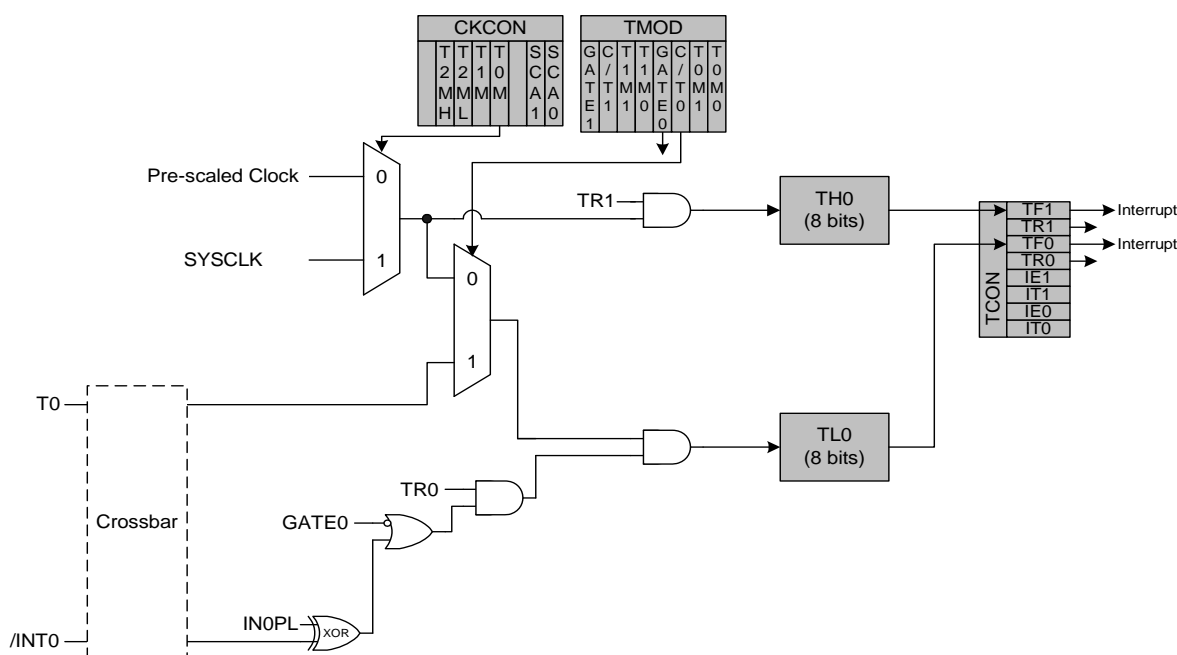 CKCON
T2MH
T2ML
T1M
T0M
SCA1
SCA0
TMOD
GATE1
C/T1
T1M1
T1M0
GATE0
C/T0
T0M1
T0M0
Pre-scaled Clock
0
SYSCLK
1
TR1
TH0
(8 bits)
TCON
TF1
TR1
TF0
TR0
IE1
IT1
IE0
IT0
Interrupt
Interrupt
0
1
T0
Crossbar
TL0
(8 bits)
TR0
GATE0
IN0PL
XOR
/INT0